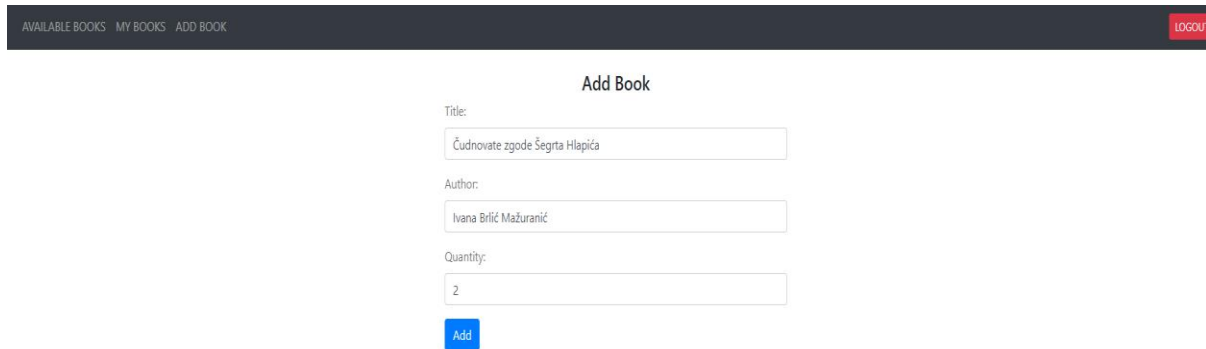 AVAILABLE BOOKS MY BOOKS ADD BOOK LOGOUT
Add Book
Title:
Čudnovate zgode Šegrta Hlapića
Author:
Ivana Brlić Mažuranić
Quantity:
2
Add